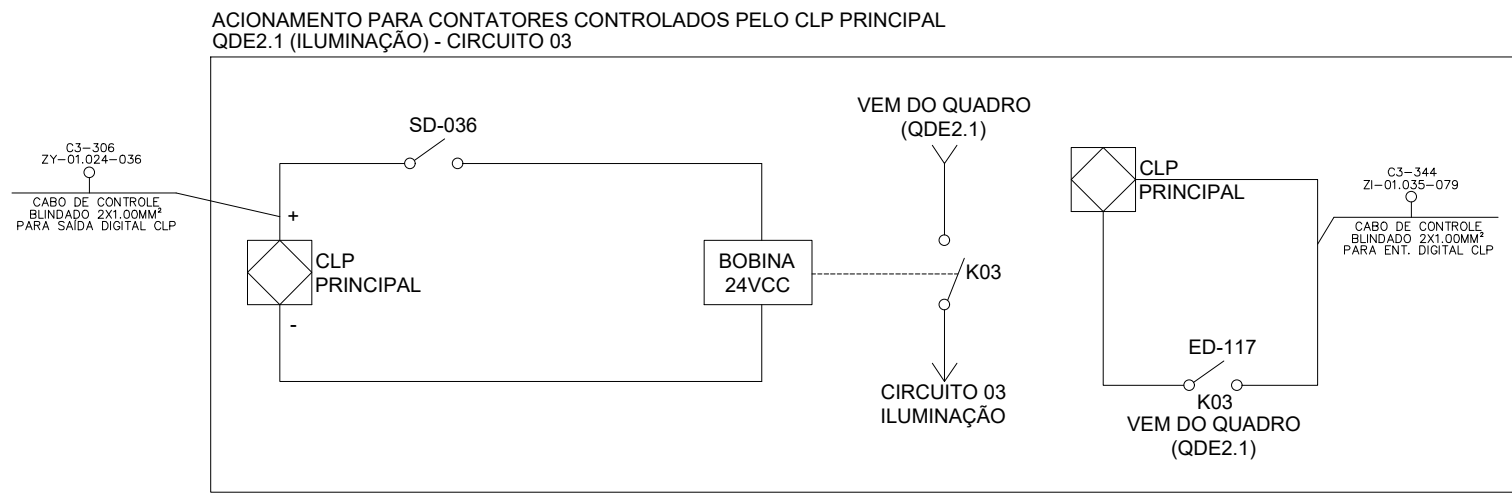 ACIONAMENTO PARA CONTATORES CONTROLADOS PELO CLP PRINCIPAL
QDE2.1 (ILUMINAÇÃO) - CIRCUITO 03
C3-306
ZY-01.024-036
CABO DE CONTROLE
BLINDADO 2X1.00MM²
PARA SAÍDA DIGITAL CLP
SD-036
+
CLP
PRINCIPAL
-
BOBINA
24VCC
VEM DO QUADRO
(QDE2.1)
K03
CIRCUITO 03
ILUMINAÇÃO
CLP
PRINCIPAL
ED-117
K03
VEM DO QUADRO
(QDE2.1)
C3-344
ZI-01.035-079
CABO DE CONTROLE
BLINDADO 2X1.00MM²
PARA ENT. DIGITAL CLP